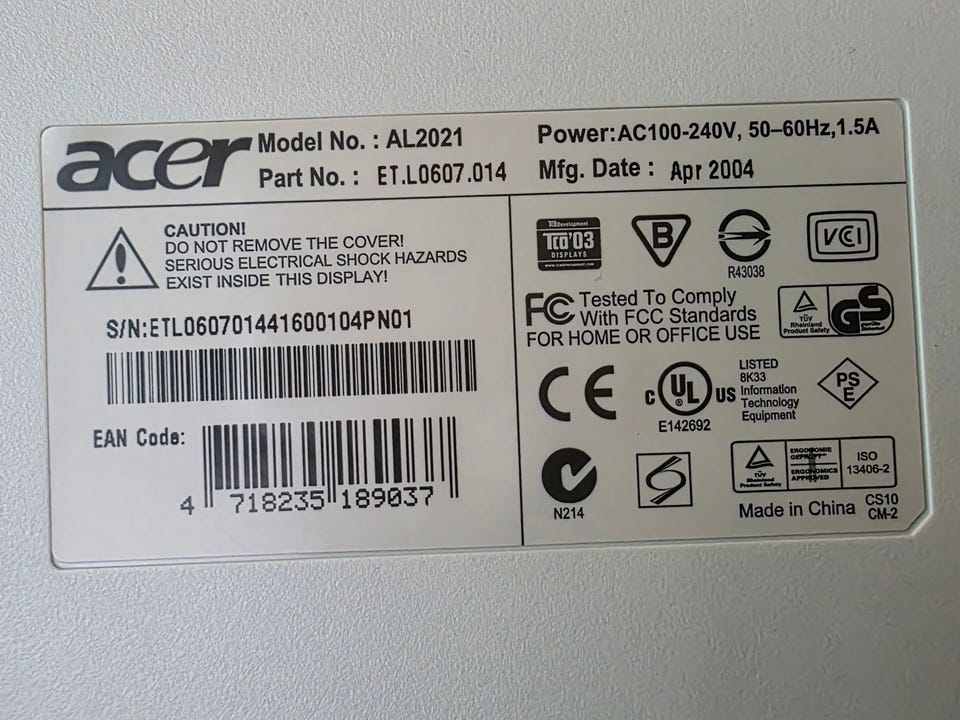 acer
Model No. : AL2021
Part No. : ET.L0607.014
Power:AC100-240V, 50–60Hz,1.5A
Mfg. Date : Apr 2004
CAUTION!
DO NOT REMOVE THE COVER!
SERIOUS ELECTRICAL SHOCK HAZARDS
EXIST INSIDE THIS DISPLAY!
S/N:ETL060701441600104PN01
EAN Code:
4 718235 189037
TCO Development
TCO'03
DISPLAYS
B
R43038
VCI
FC Tested To Comply
With FCC Standards
FOR HOME OR OFFICE USE
TÜV
Rheinland
Product Safety
GS
CE
c UL ® US
E142692
LISTED
8K33
Information
Technology
Equipment
PS
E
N214
S
TÜV
Rheinland
Product Safety
ERGONOMIE
GEPRÜFT
ERGONOMICS
APPROVED
ISO
13406-2
Made in China
CS10
CM-2